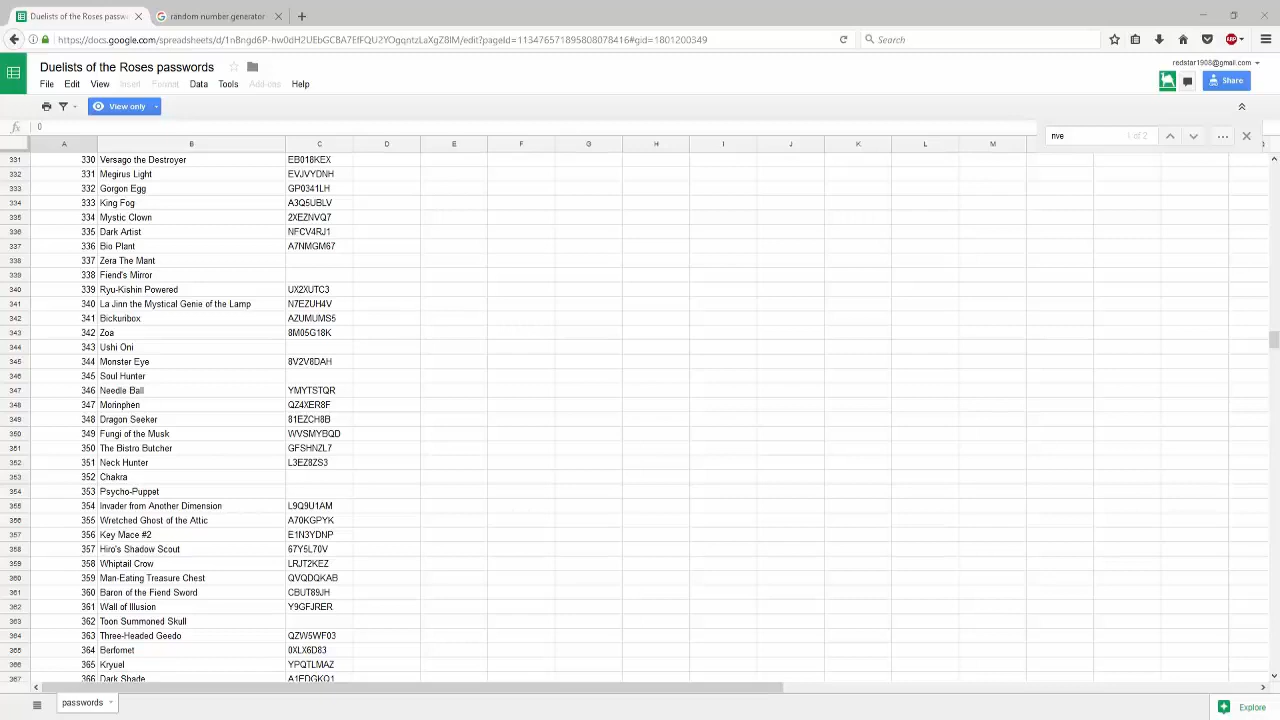 Duelists of the Roses passw
random number generator
https://docs.google.com/spreadsheets/d/1n8ngd6P-hw0dH2UEbGCBA7EfFQU2YOgqntzLaXgZ8lM/edit?pageId=113476571895808078416#gid=1801200349
Search
ABP
Duelists of the Roses passwords
redstar1908@gmail.com
File Edit View Insert Format Data Tools Add-ons Help
Share
View only
fx 0
nve 1 of 2
A B C D E F G H I J K L M
331 330 Versago the Destroyer EB018KEX
332 331 Megirus Light EVJVYDNH
333 332 Gorgon Egg GP0341LH
334 333 King Fog A3Q5UBLV
335 334 Mystic Clown 2XEZNVQ7
336 335 Dark Artist NFCV4RJ1
337 336 Bio Plant A7NMGM67
338 337 Zera The Mant
339 338 Fiend's Mirror
340 339 Ryu-Kishin Powered UX2XUTC3
341 340 La Jinn the Mystical Genie of the Lamp N7EZUH4V
342 341 Bickuribox AZUMUMS5
343 342 Zoa 8M05G18K
344 343 Ushi Oni
345 344 Monster Eye 8V2V8DAH
346 345 Soul Hunter
347 346 Needle Ball YMYTSTQR
348 347 Morinphen QZ4XER8F
349 348 Dragon Seeker 81EZCH8B
350 349 Fungi of the Musk WVSMYBQD
351 350 The Bistro Butcher GFSHNZL7
352 351 Neck Hunter L3EZ8ZS3
353 352 Chakra
354 353 Psycho-Puppet
355 354 Invader from Another Dimension L9Q9U1AM
356 355 Wretched Ghost of the Attic A70KGPYK
357 356 Key Mace #2 E1N3YDNP
358 357 Hiro's Shadow Scout 67Y5L70V
359 358 Whiptail Crow LRJT2KEZ
360 359 Man-Eating Treasure Chest QVQDQKAB
361 360 Baron of the Fiend Sword CBUT89JH
362 361 Wall of Illusion Y9GFJRER
363 362 Toon Summoned Skull
364 363 Three-Headed Geedo QZW5WF03
365 364 Berfomet 0XLX6D83
366 365 Kryuel YPQTLMAZ
367 366 Dark Shade A1EDGKQ1
passwords
Explore